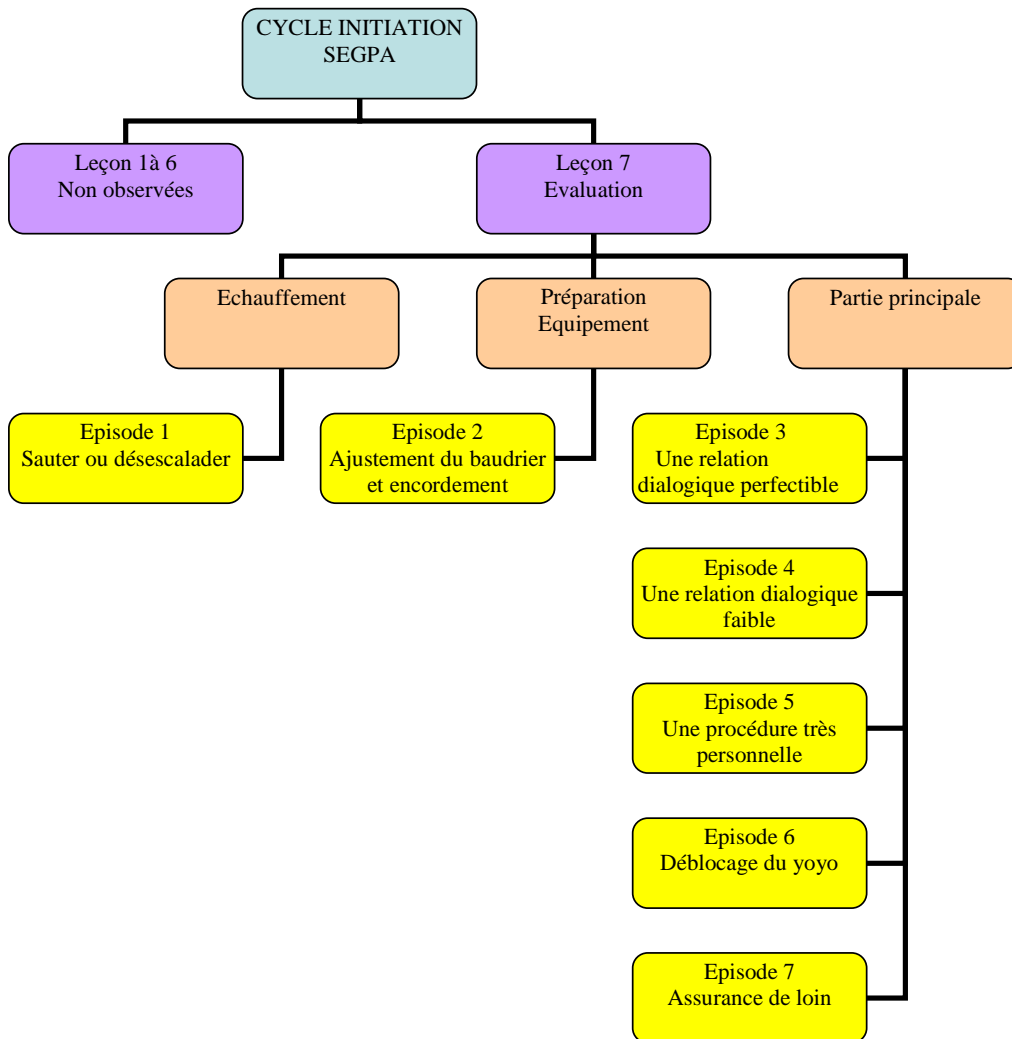 CYCLE INITIATION
SEGPA
Leçon 1à 6
Non observées
Leçon 7
Evaluation
Echauffement
Préparation
Equipement
Partie principale
Episode 1
Sauter ou désescalader
Episode 2
Ajustement du baudrier
et encordement
Episode 3
Une relation
dialogique perfectible
Episode 4
Une relation dialogique
faible
Episode 5
Une procédure très
personnelle
Episode 6
Déblocage du yoyo
Episode 7
Assurance de loin